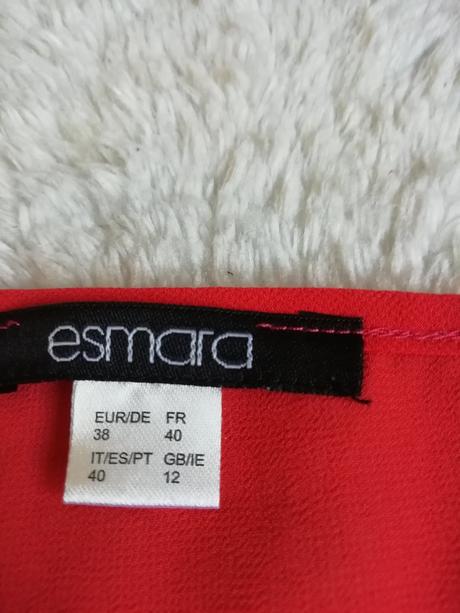 esmara
EUR/DE FR
38 40
IT/ES/PT GB/IE
40 12